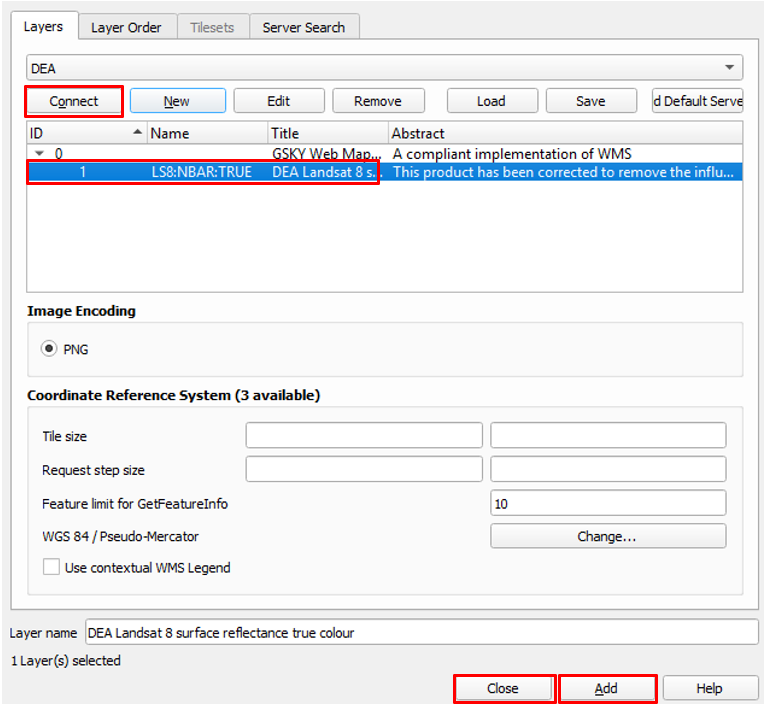 Layers Layer Order Tilesets Server Search
DEA
Connect New Edit Remove Load Save d Default Serve
ID Name Title Abstract
0 GSKY Web Map... A compliant implementation of WMS
1 LS8:NBAR:TRUE DEA Landsat 8 s... This product has been corrected to remove the influ...
Image Encoding
PNG
Coordinate Reference System (3 available)
Tile size
Request step size
Feature limit for GetFeatureInfo 10
WGS 84 / Pseudo-Mercator Change...
Use contextual WMS Legend
Layer name DEA Landsat 8 surface reflectance true colour
1 Layer(s) selected
Close Add Help